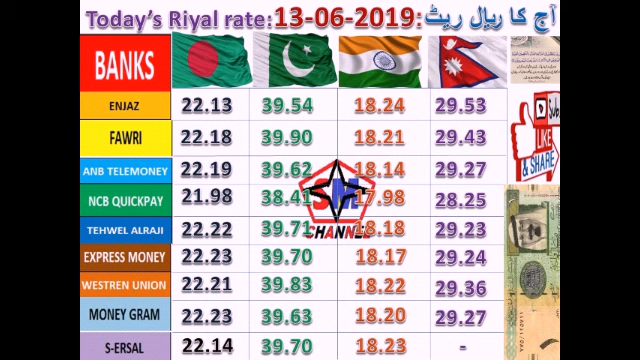 Today's Riyal rate:13-06-2019:آج کا ریال ریٹ
BANKS
ENJAZ 22.13 39.54 18.24 29.53
FAWRI 22.18 39.90 18.21 29.43
ANB TELEMONEY 22.19 39.62 18.14 29.27
NCB QUICKPAY 21.98 38.41 17.98 28.25
TEHWEL ALRAJI 22.22 39.71 18.18 29.23
EXPRESS MONEY 22.23 39.70 18.17 29.24
WESTREN UNION 22.21 39.83 18.22 29.36
MONEY GRAM 22.23 39.63 18.20 29.27
S-ERSAL 22.14 39.70 18.23 -
SM
CHANNEL
LIKE
& SHARE